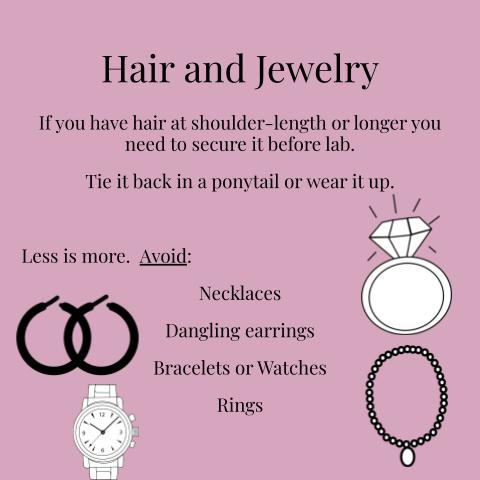 Hair and Jewelry
If you have hair at shoulder-length or longer you
need to secure it before lab.
Tie it back in a ponytail or wear it up.
Less is more. Avoid:
Necklaces
Dangling earrings
Bracelets or Watches
Rings